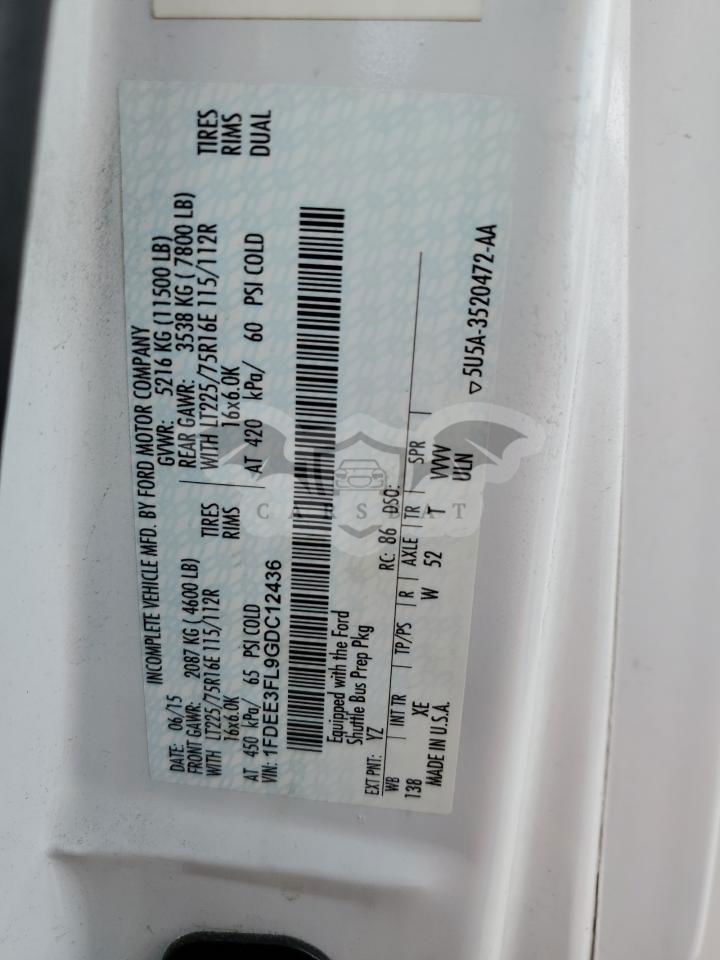 INCOMPLETE VEHICLE MFD. BY FORD MOTOR COMPANY
DATE: 06/15 GVWR: 5216 KG (11500 LB)
FRONT GAWR: 2087 KG (4600 LB) REAR GAWR: 3538 KG (7800 LB)
WITH LT225/75R16E 115/112R TIRES WITH LT225/75R16E 115/112R TIRES
16x6.0K RIMS 16x6.0K RIMS
AT 450 kPa/ 65 PSI COLD AT 420 kPa/ 60 PSI COLD DUAL
VIN: 1FDEE3FL9GDC12436
Equipped with the Ford
Shuttle Bus Prep Pkg
EXT PNT: YZ RC: 86 DSO:
WB INT TR TP/PS R AXLE TR SPR
138 XE W 52 T VVVV
MADE IN U.S.A. ULN
▽5U5A-3520472-AA
CARSBAT